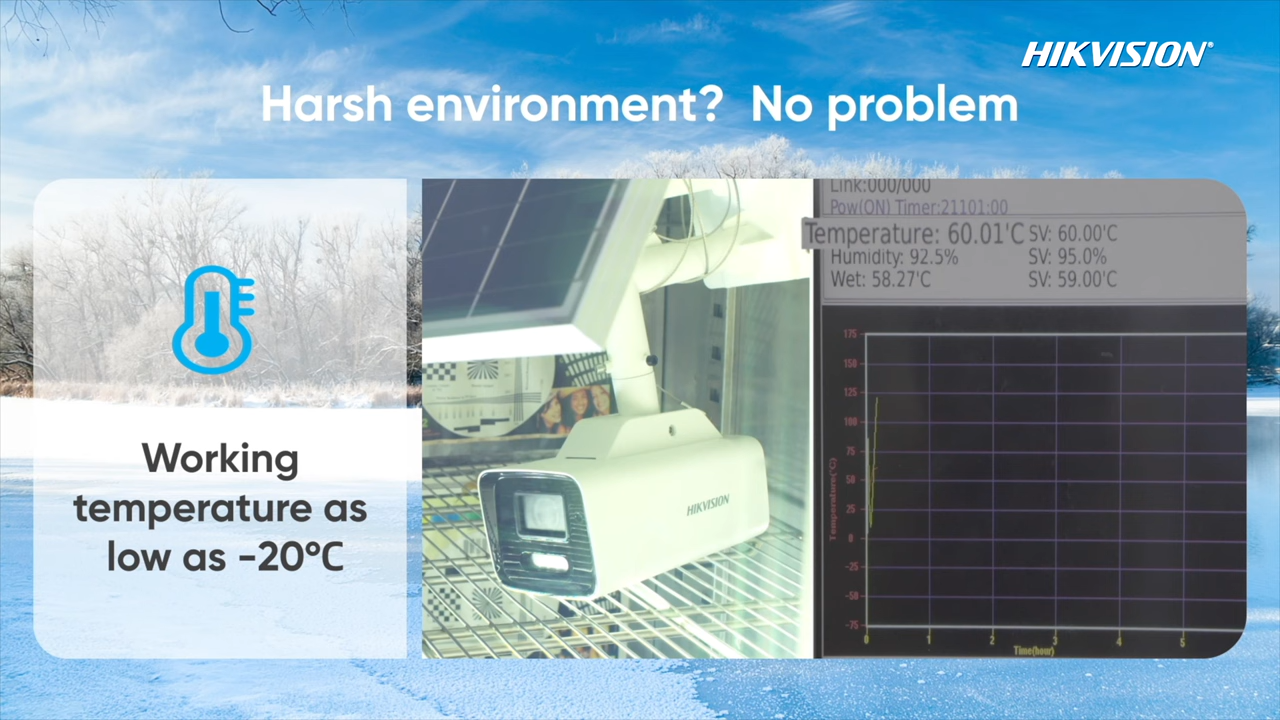 HIKVISION®
Harsh environment? No problem
Working
temperature as
low as -20°C
HIKVISION
Link:000/000
Pow(ON) Timer:21101:00
Temperature: 60.01'C SV: 60.00'C
Humidity: 92.5% SV: 95.0%
Wet: 58.27'C SV: 59.00'C
Temperature('C)
175
150
125
100
75
50
25
0
-25
-50
-75
0 1 2 3 4 5
Time(hour)